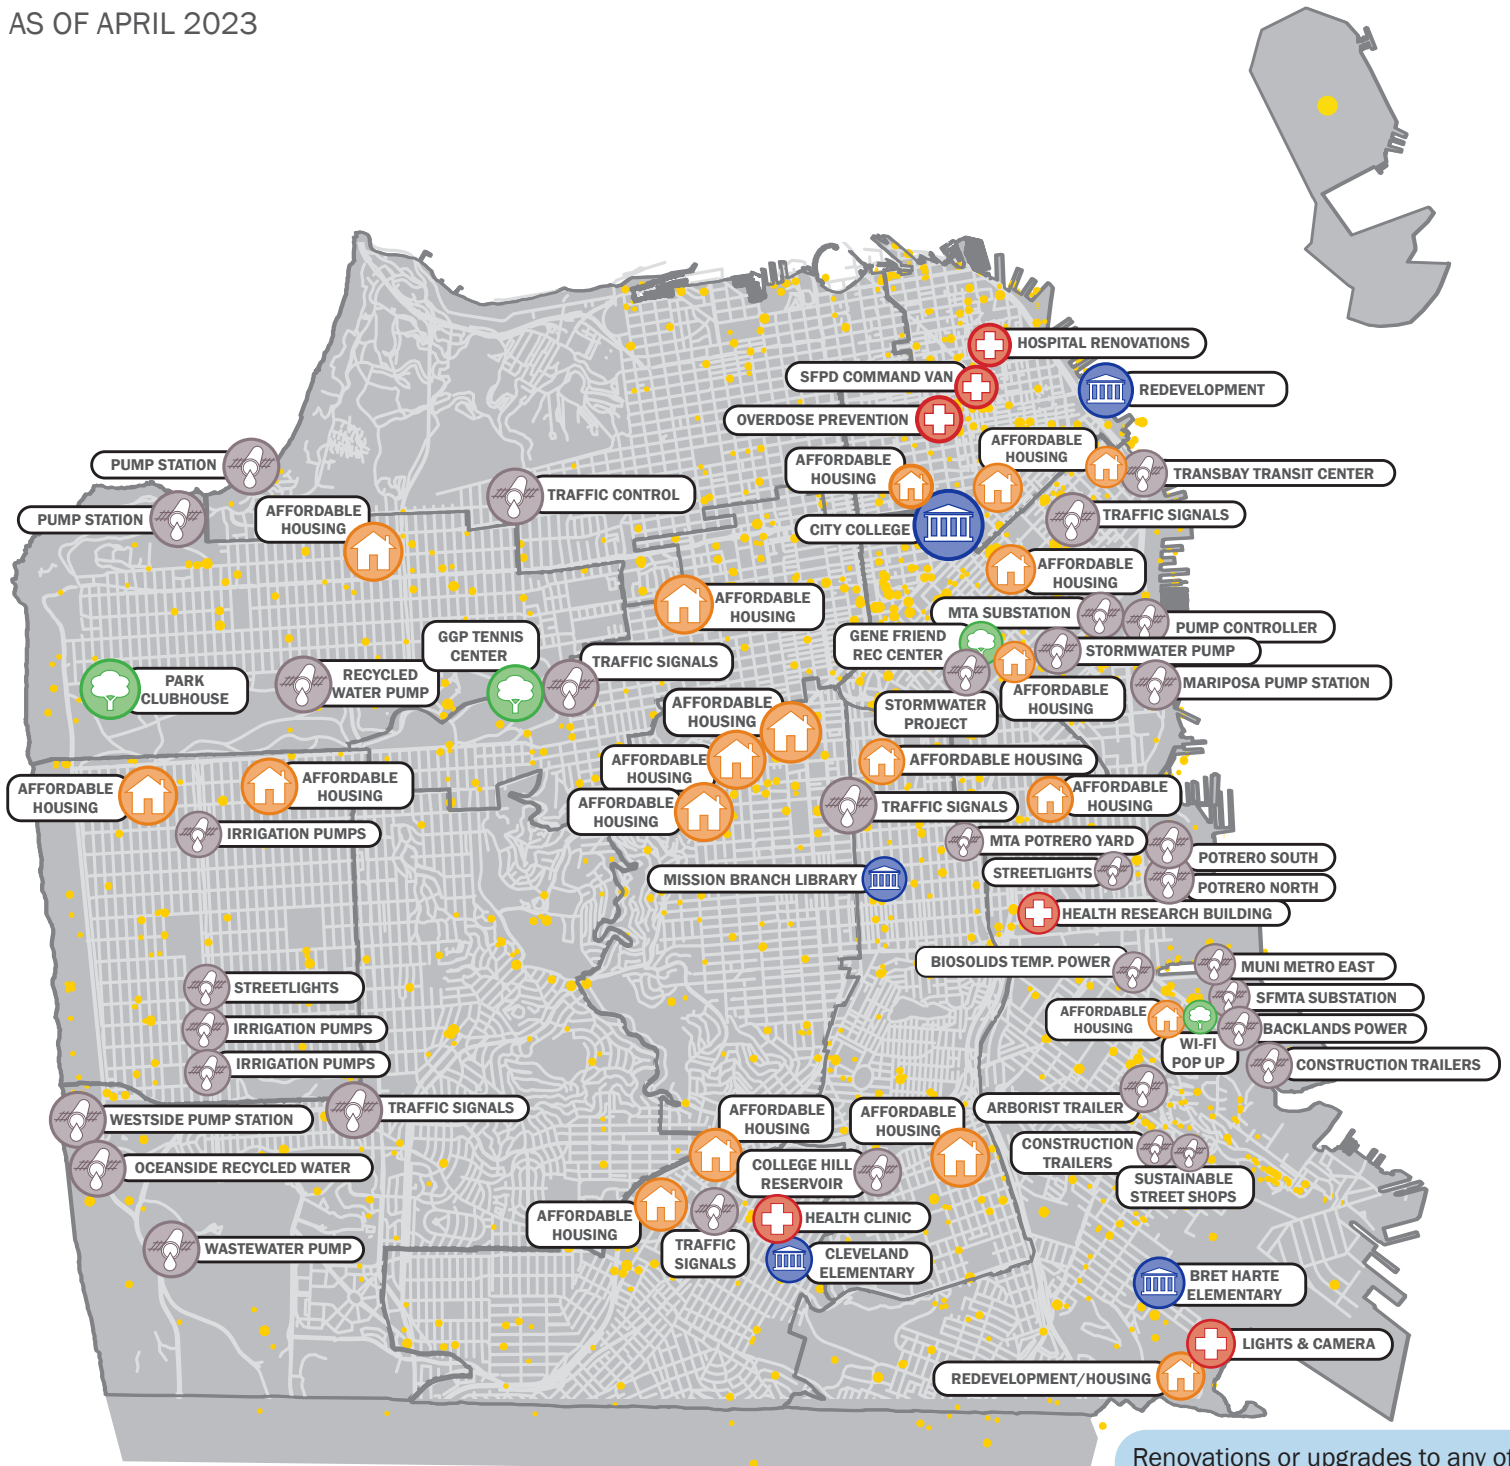 AS OF APRIL 2023
HOSPITAL RENOVATIONS
SFPD COMMAND VAN
REDEVELOPMENT
OVERDOSE PREVENTION
AFFORDABLE
HOUSING
AFFORDABLE
HOUSING
PUMP STATION
TRANSBAY TRANSIT CENTER
TRAFFIC CONTROL
PUMP STATION
AFFORDABLE
HOUSING
TRAFFIC SIGNALS
CITY COLLEGE
AFFORDABLE
HOUSING
AFFORDABLE
HOUSING
MTA SUBSTATION
PUMP CONTROLLER
GGP TENNIS
CENTER
GENE FRIEND
REC CENTER
STORMWATER PUMP
TRAFFIC SIGNALS
PARK
CLUBHOUSE
RECYCLED
WATER PUMP
MARIPOSA PUMP STATION
AFFORDABLE
HOUSING
STORMWATER
PROJECT
AFFORDABLE
HOUSING
AFFORDABLE
HOUSING
AFFORDABLE HOUSING
AFFORDABLE
HOUSING
AFFORDABLE
HOUSING
AFFORDABLE
HOUSING
AFFORDABLE
HOUSING
TRAFFIC SIGNALS
IRRIGATION PUMPS
MTA POTRERO YARD
POTRERO SOUTH
STREETLIGHTS
MISSION BRANCH LIBRARY
POTRERO NORTH
HEALTH RESEARCH BUILDING
BIOSOLIDS TEMP. POWER
MUNI METRO EAST
STREETLIGHTS
SFMTA SUBSTATION
AFFORDABLE
HOUSING
IRRIGATION PUMPS
BACKLANDS POWER
WI-FI
POP UP
IRRIGATION PUMPS
CONSTRUCTION TRAILERS
TRAFFIC SIGNALS
ARBORIST TRAILER
WESTSIDE PUMP STATION
AFFORDABLE
HOUSING
AFFORDABLE
HOUSING
CONSTRUCTION
TRAILERS
OCEANSIDE RECYCLED WATER
COLLEGE HILL
RESERVOIR
SUSTAINABLE
STREET SHOPS
AFFORDABLE
HOUSING
HEALTH CLINIC
WASTEWATER PUMP
TRAFFIC
SIGNALS
CLEVELAND
ELEMENTARY
BRET HARTE
ELEMENTARY
LIGHTS & CAMERA
REDEVELOPMENT/HOUSING
Renovations or upgrades to any of